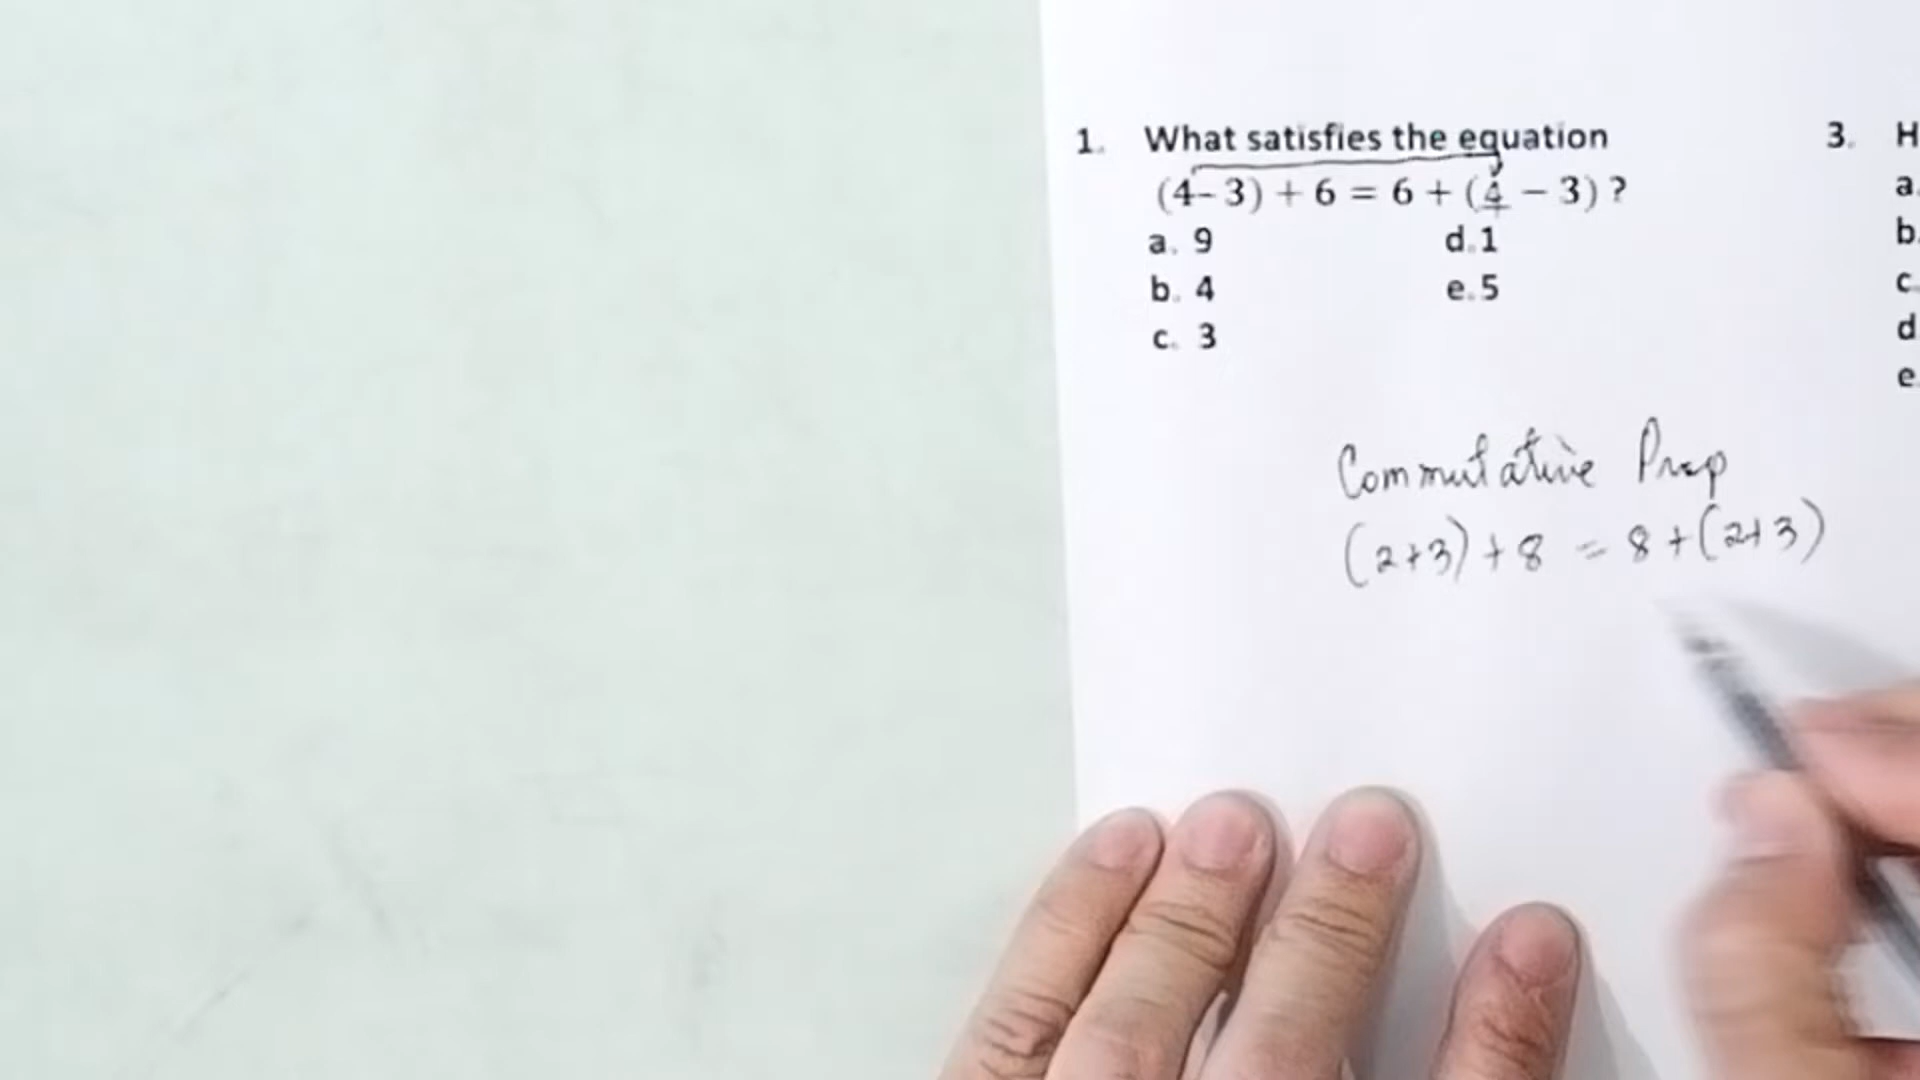 1. What satisfies the equation
(4– 3) + 6 = 6 + (4 − 3) ?
a. 9 d.1
b. 4 e.5
c. 3
Commutative Prop
(2+3) + 8 = 8 + (2+3)
3. H
a.
b.
c.
d
e.